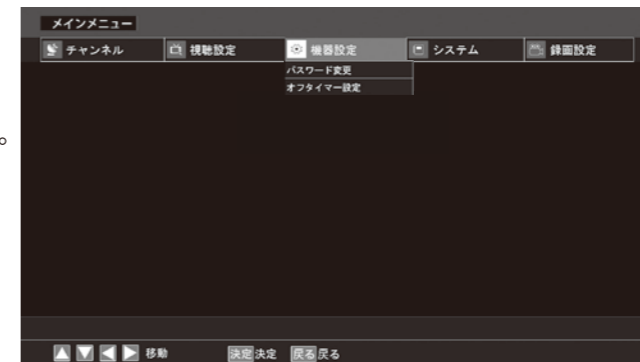 メインメニュー
チャンネル 視聴設定 機器設定 システム 録画設定
パスワード変更
オフタイマー設定
。
▲ ▼ ◀ ▶ 移動 決定 決定 戻る 戻る